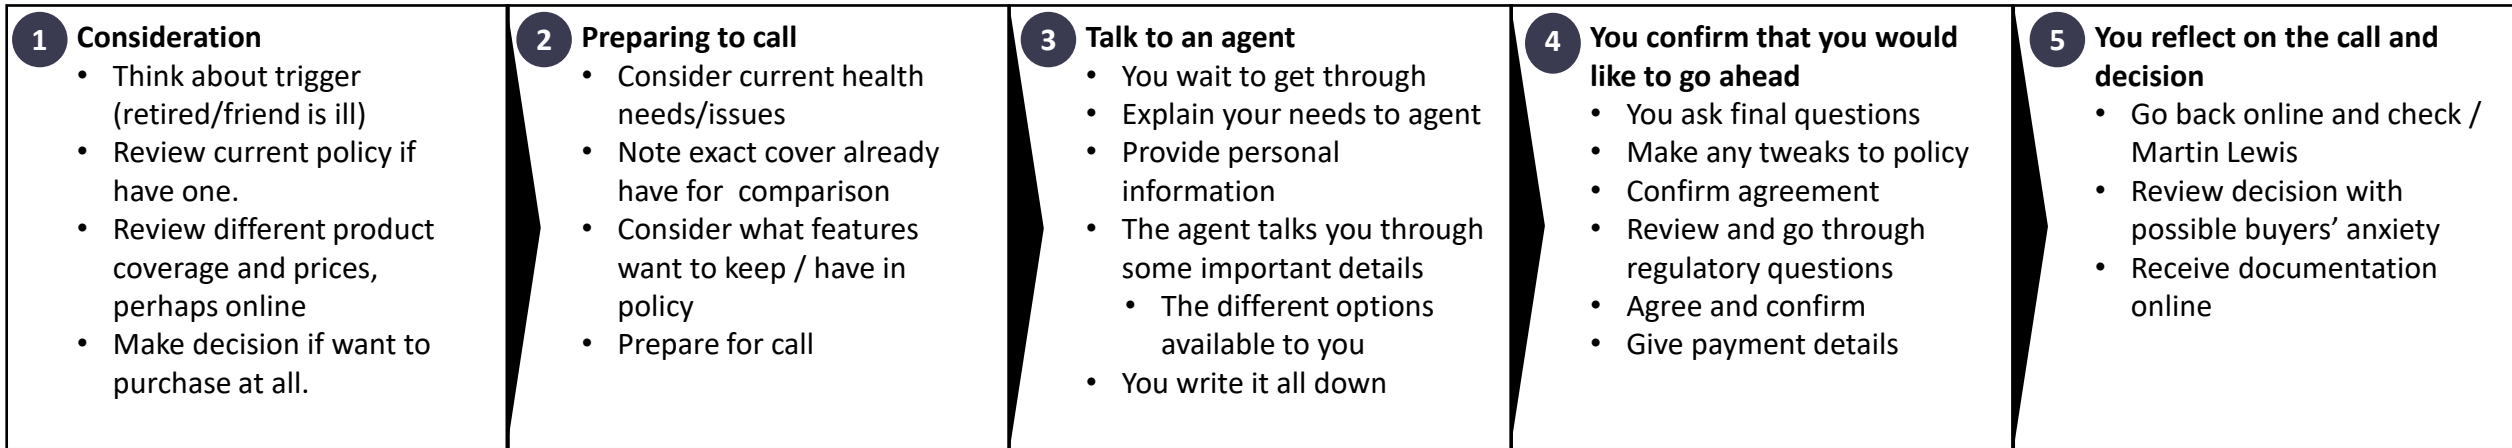 1 Consideration
• Think about trigger
(retired/friend is ill)
• Review current policy if
have one.
• Review different product
coverage and prices,
perhaps online
• Make decision if want to
purchase at all.
2 Preparing to call
• Consider current health
needs/issues
• Note exact cover already
have for  comparison
• Consider what features
want to keep / have in
policy
• Prepare for call
3 Talk to an agent
• You wait to get through
• Explain your needs to agent
• Provide personal
information
• The agent talks you through
some important details
• The different options
available to you
• You write it all down
4 You confirm that you would
like to go ahead
• You ask final questions
• Make any tweaks to policy
• Confirm agreement
• Review and go through
regulatory questions
• Agree and confirm
• Give payment details
5 You reflect on the call and
decision
• Go back online and check /
Martin Lewis
• Review decision with
possible buyers’ anxiety
• Receive documentation
online